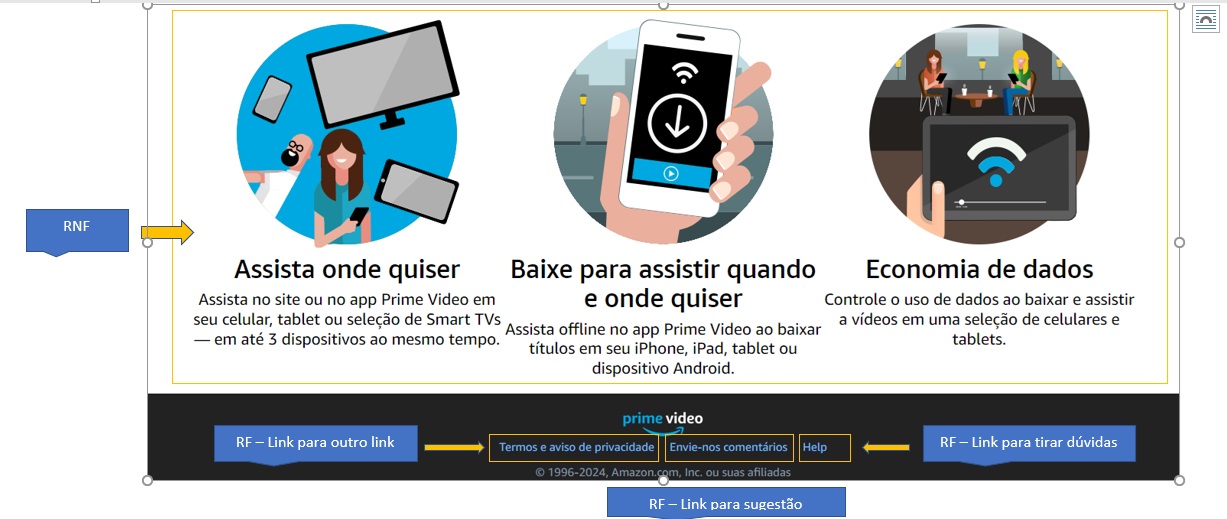 RNF
Assista onde quiser
Assista no site ou no app Prime Video em
seu celular, tablet ou seleção de Smart TVs
— em até 3 dispositivos ao mesmo tempo.
Baixe para assistir quando
e onde quiser
Assista offline no app Prime Video ao baixar
títulos em seu iPhone, iPad, tablet ou
dispositivo Android.
Economia de dados
Controle o uso de dados ao baixar e assistir
a vídeos em uma seleção de celulares e
tablets.
prime video
RF – Link para outro link
Termos e aviso de privacidade
Envie-nos comentários
Help
RF – Link para tirar dúvidas
© 1996-2024, Amazon.com, Inc. ou suas afiliadas
RF – Link para sugestão